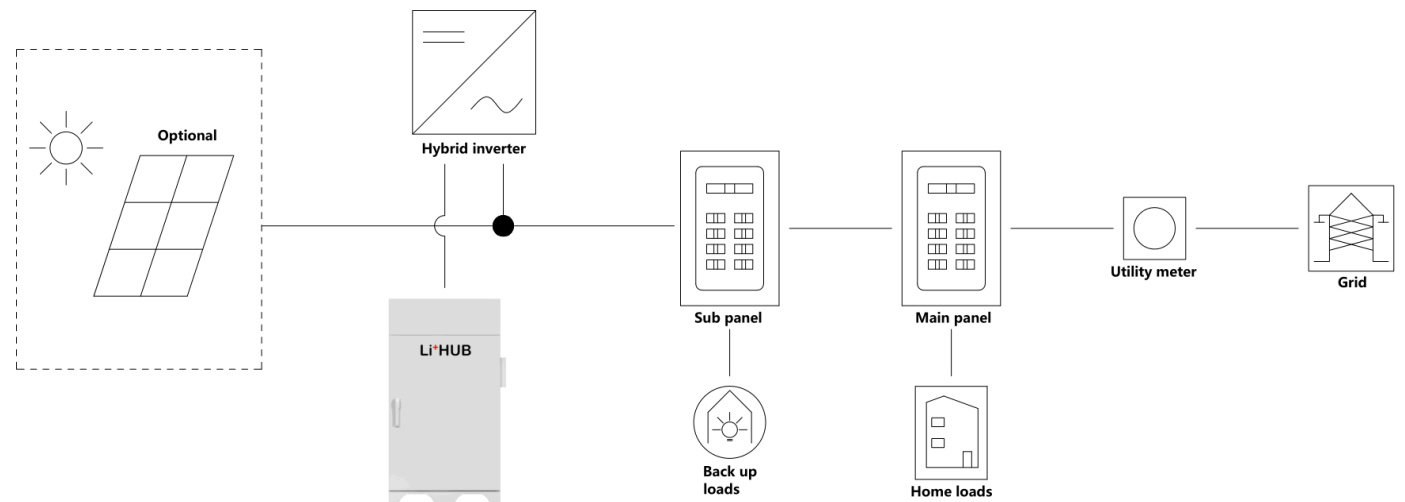 Optional
Hybrid inverter
Li+HUB
Sub panel
Main panel
Utility meter
Grid
Back up
loads
Home loads